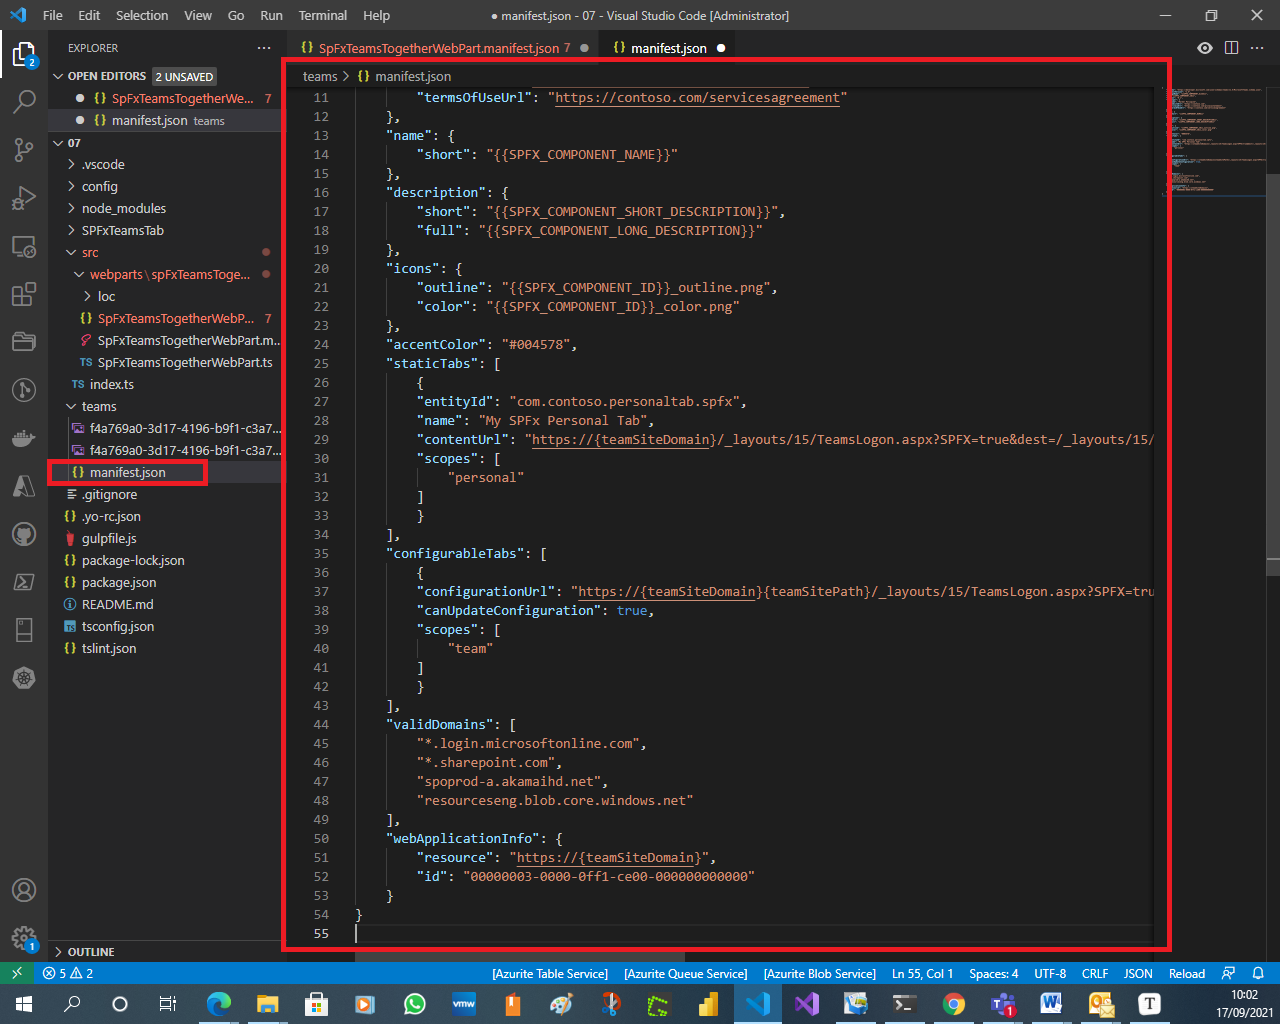 File Edit Selection View Go Run Terminal Help
● manifest.json - 07 - Visual Studio Code [Administrator]
EXPLORER
{} SpFxTeamsTogetherWebPart.manifest.json 7 ●
{} manifest.json ●
OPEN EDITORS 2 UNSAVED
● {} SpFxTeamsTogetherWe... 7
● {} manifest.json teams
07
.vscode
config
node_modules
SPFxTeamsTab
src
webparts\spFxTeamsToge...
loc
{} SpFxTeamsTogetherWebP... 7
SpFxTeamsTogetherWebPart.m...
TS SpFxTeamsTogetherWebPart.ts
TS index.ts
teams
f4a769a0-3d17-4196-b9f1-c3a7...
f4a769a0-3d17-4196-b9f1-c3a7...
{} manifest.json
.gitignore
{} .yo-rc.json
gulpfile.js
{} package-lock.json
{} package.json
README.md
TS tsconfig.json
{} tslint.json
OUTLINE
2
1
teams > {} manifest.json
11 "termsOfUseUrl": "https://contoso.com/servicesagreement"
12 },
13 "name": {
14 "short": "{{SPFX_COMPONENT_NAME}}"
15 },
16 "description": {
17 "short": "{{SPFX_COMPONENT_SHORT_DESCRIPTION}}",
18 "full": "{{SPFX_COMPONENT_LONG_DESCRIPTION}}"
19 },
20 "icons": {
21 "outline": "{{SPFX_COMPONENT_ID}}_outline.png",
22 "color": "{{SPFX_COMPONENT_ID}}_color.png"
23 },
24 "accentColor": "#004578",
25 "staticTabs": [
26 {
27 "entityId": "com.contoso.personaltab.spfx",
28 "name": "My SPFx Personal Tab",
29 "contentUrl": "https://{teamSiteDomain}/_layouts/15/TeamsLogon.aspx?SPFX=true&dest=/_layouts/15/
30 "scopes": [
31 "personal"
32 ]
33 }
34 ],
35 "configurableTabs": [
36 {
37 "configurationUrl": "https://{teamSiteDomain}{teamSitePath}/_layouts/15/TeamsLogon.aspx?SPFX=tru
38 "canUpdateConfiguration": true,
39 "scopes": [
40 "team"
41 ]
42 }
43 ],
44 "validDomains": [
45 "*.login.microsoftonline.com",
46 "*.sharepoint.com",
47 "spoprod-a.akamaihd.net",
48 "resourceseng.blob.core.windows.net"
49 ],
50 "webApplicationInfo": {
51 "resource": "https://{teamSiteDomain}",
52 "id": "00000003-0000-0ff1-ce00-000000000000"
53 }
54 }
55
5 2 [Azurite Table Service] [Azurite Queue Service] [Azurite Blob Service] Ln 55, Col 1 Spaces: 4 UTF-8 CRLF JSON Reload
vmw
T
1
10:02
17/09/2021